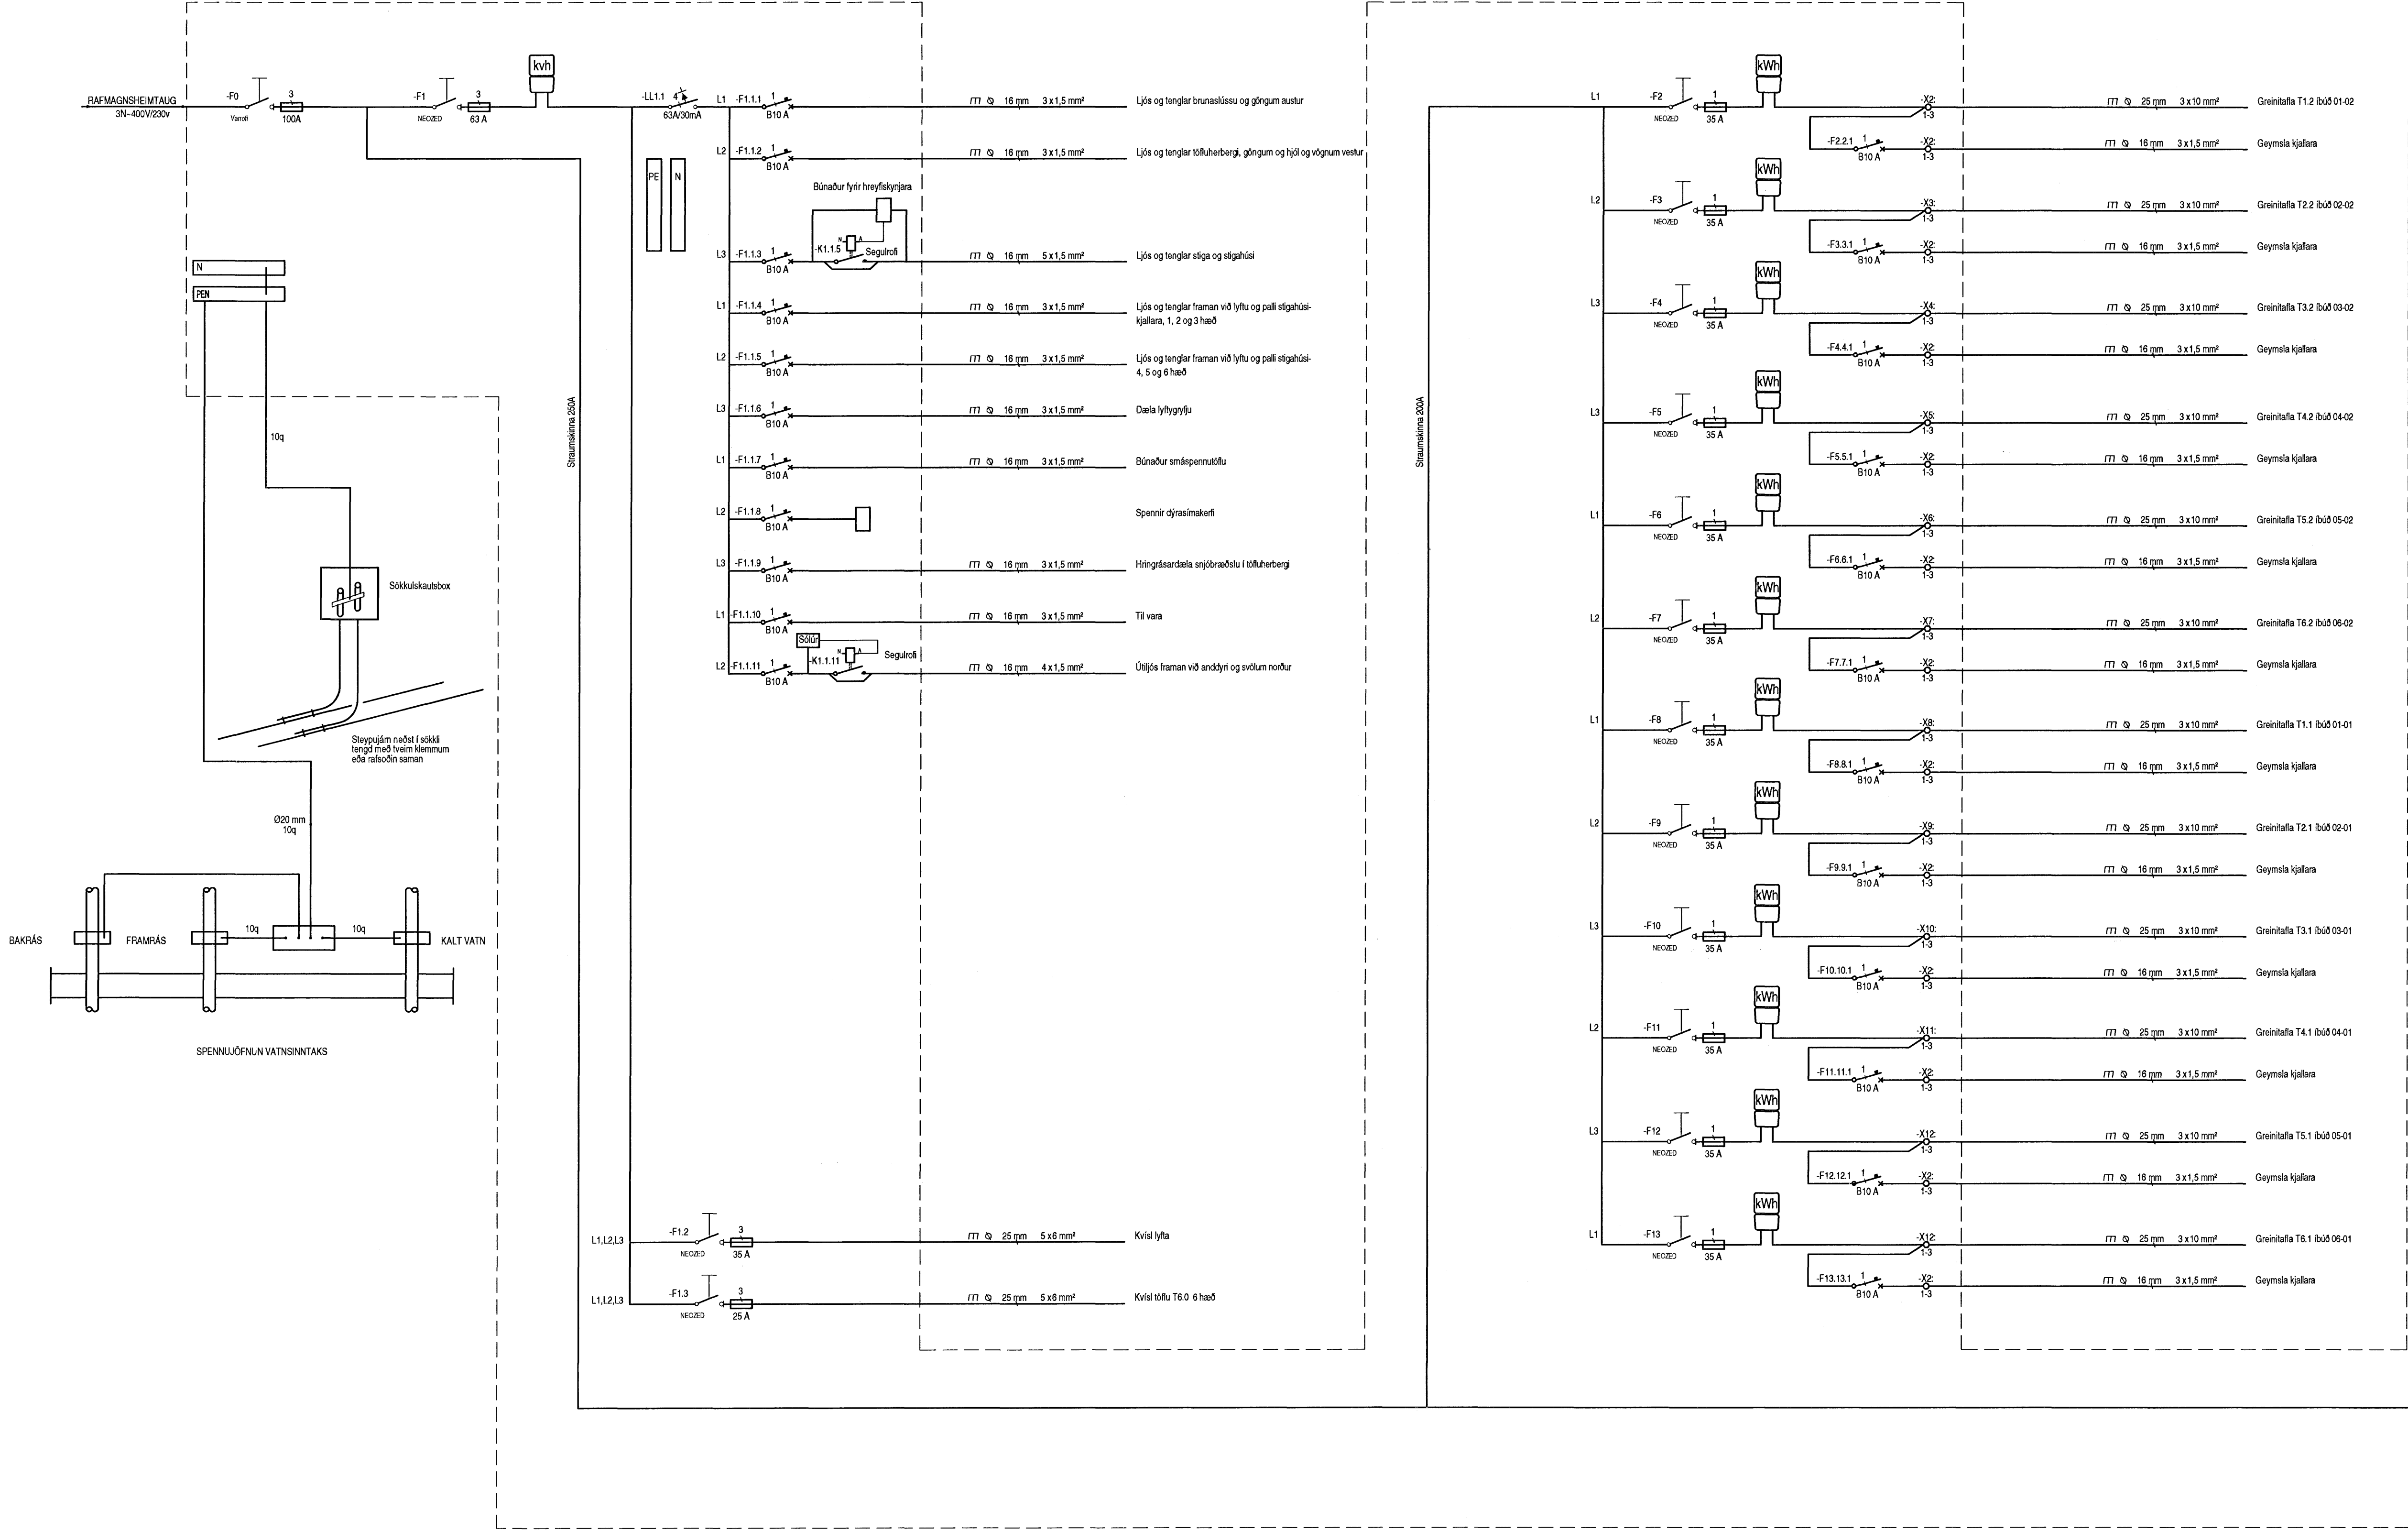 RAFMAGNSHEIMTAUG
3N~400V/230v
-F0
Varrofi
3
100A
-F1
NEOZED
3
63 A
kvh
-LL1.1
4
63A/30mA
PE
N
L1 -F1.1.1 1
B10 A
16 mm 3 x 1,5 mm²
Ljós og tenglar brunaslússu og göngum austur
L2 -F1.1.2 1
B10 A
16 mm 3 x 1,5 mm²
Ljós og tenglar töfluherbergi, göngum og hjól og vögnum vestur
Búnaður fyrir hreyfiskynjara
-K1.1.5
N
A
Segulrofi
L3 -F1.1.3 1
B10 A
16 mm 5 x 1,5 mm²
Ljós og tenglar stiga og stigahúsi
L1 -F1.1.4 1
B10 A
16 mm 3 x 1,5 mm²
Ljós og tenglar framan við lyftu og palli stigahúsi-
kjallara, 1, 2 og 3 hæð
L2 -F1.1.5 1
B10 A
16 mm 3 x 1,5 mm²
Ljós og tenglar framan við lyftu og palli stigahúsi-
4, 5 og 6 hæð
L3 -F1.1.6 1
B10 A
16 mm 3 x 1,5 mm²
Dæla lyftygryfju
L1 -F1.1.7 1
B10 A
16 mm 3 x 1,5 mm²
Búnaður smáspennutöflu
L2 -F1.1.8 1
B10 A
Spennir dýrasímakerfi
L3 -F1.1.9 1
B10 A
16 mm 3 x 1,5 mm²
Hringrásardæla snjóbræðslu í töfluherbergi
L1 -F1.1.10 1
B10 A
16 mm 3 x 1,5 mm²
Til vara
Sólúr
-K1.1.11
N
A
Segulrofi
L2 -F1.1.11 1
B10 A
16 mm 4 x 1,5 mm²
Útiljós framan við anddyri og svölum norður
L1,L2,L3 -F1.2
NEOZED
3
35 A
25 mm 5 x 6 mm²
Kvísl lyfta
L1,L2,L3 -F1.3
NEOZED
3
25 A
25 mm 5 x 6 mm²
Kvísl töflu T6.0 6 hæð
Straumskinna 250A
N
PEN
10q
Sökkulskautsbox
Steypujárn neðst í sökkli
tengd með tveim klemmum
eða rafsoðin saman
Ø20 mm
10q
BAKRÁS
FRAMRÁS
10q
10q
KALT VATN
SPENNUJÖFNUN VATNSINNTAKS
Straumskinna 200A
L1 -F2
NEOZED
1
35 A
kWh
-X2:
1-3
25 mm 3 x 10 mm²
Greinitafla T1.2 íbúð 01-02
-F2.2.1 1
B10 A
-X2:
1-3
16 mm 3 x 1,5 mm²
Geymsla kjallara
L2 -F3
NEOZED
1
35 A
kWh
-X3:
1-3
25 mm 3 x 10 mm²
Greinitafla T2.2 íbúð 02-02
-F3.3.1 1
B10 A
-X2:
1-3
16 mm 3 x 1,5 mm²
Geymsla kjallara
L3 -F4
NEOZED
1
35 A
kWh
-X4:
1-3
25 mm 3 x 10 mm²
Greinitafla T3.2 íbúð 03-02
-F4.4.1 1
B10 A
-X2:
1-3
16 mm 3 x 1,5 mm²
Geymsla kjallara
L3 -F5
NEOZED
1
35 A
kWh
-X5:
1-3
25 mm 3 x 10 mm²
Greinitafla T4.2 íbúð 04-02
-F5.5.1 1
B10 A
-X2:
1-3
16 mm 3 x 1,5 mm²
Geymsla kjallara
L1 -F6
NEOZED
1
35 A
kWh
-X6:
1-3
25 mm 3 x 10 mm²
Greinitafla T5.2 íbúð 05-02
-F6.6.1 1
B10 A
-X2:
1-3
16 mm 3 x 1,5 mm²
Geymsla kjallara
L2 -F7
NEOZED
1
35 A
kWh
-X7:
1-3
25 mm 3 x 10 mm²
Greinitafla T6.2 íbúð 06-02
-F7.7.1 1
B10 A
-X2:
1-3
16 mm 3 x 1,5 mm²
Geymsla kjallara
L1 -F8
NEOZED
1
35 A
kWh
-X8:
1-3
25 mm 3 x 10 mm²
Greinitafla T1.1 íbúð 01-01
-F8.8.1 1
B10 A
-X2:
1-3
16 mm 3 x 1,5 mm²
Geymsla kjallara
L2 -F9
NEOZED
1
35 A
kWh
-X9:
1-3
25 mm 3 x 10 mm²
Greinitafla T2.1 íbúð 02-01
-F9.9.1 1
B10 A
-X2:
1-3
16 mm 3 x 1,5 mm²
Geymsla kjallara
L3 -F10
NEOZED
1
35 A
kWh
-X10:
1-3
25 mm 3 x 10 mm²
Greinitafla T3.1 íbúð 03-01
-F10.10.1 1
B10 A
-X2:
1-3
16 mm 3 x 1,5 mm²
Geymsla kjallara
L2 -F11
NEOZED
1
35 A
kWh
-X11:
1-3
25 mm 3 x 10 mm²
Greinitafla T4.1 íbúð 04-01
-F11.11.1 1
B10 A
-X2:
1-3
16 mm 3 x 1,5 mm²
Geymsla kjallara
L3 -F12
NEOZED
1
35 A
kWh
-X12:
1-3
25 mm 3 x 10 mm²
Greinitafla T5.1 íbúð 05-01
-F12.12.1 1
B10 A
-X2:
1-3
16 mm 3 x 1,5 mm²
Geymsla kjallara
L1 -F13
NEOZED
1
35 A
kWh
-X12:
1-3
25 mm 3 x 10 mm²
Greinitafla T6.1 íbúð 06-01
-F13.13.1 1
B10 A
-X2:
1-3
16 mm 3 x 1,5 mm²
Geymsla kjallara